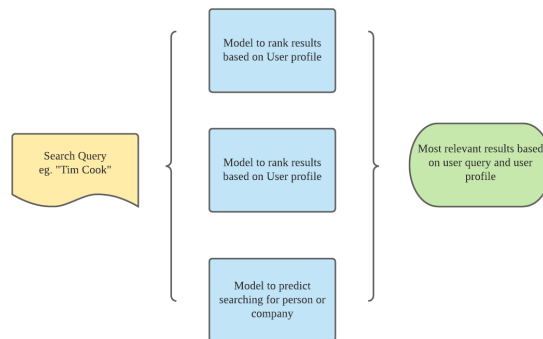 Search Query
eg. "Tim Cook"
Model to rank results
based on User profile
Model to rank results
based on User profile
Model to predict
searching for person or
company
Most relevant results based
on user query and user
profile